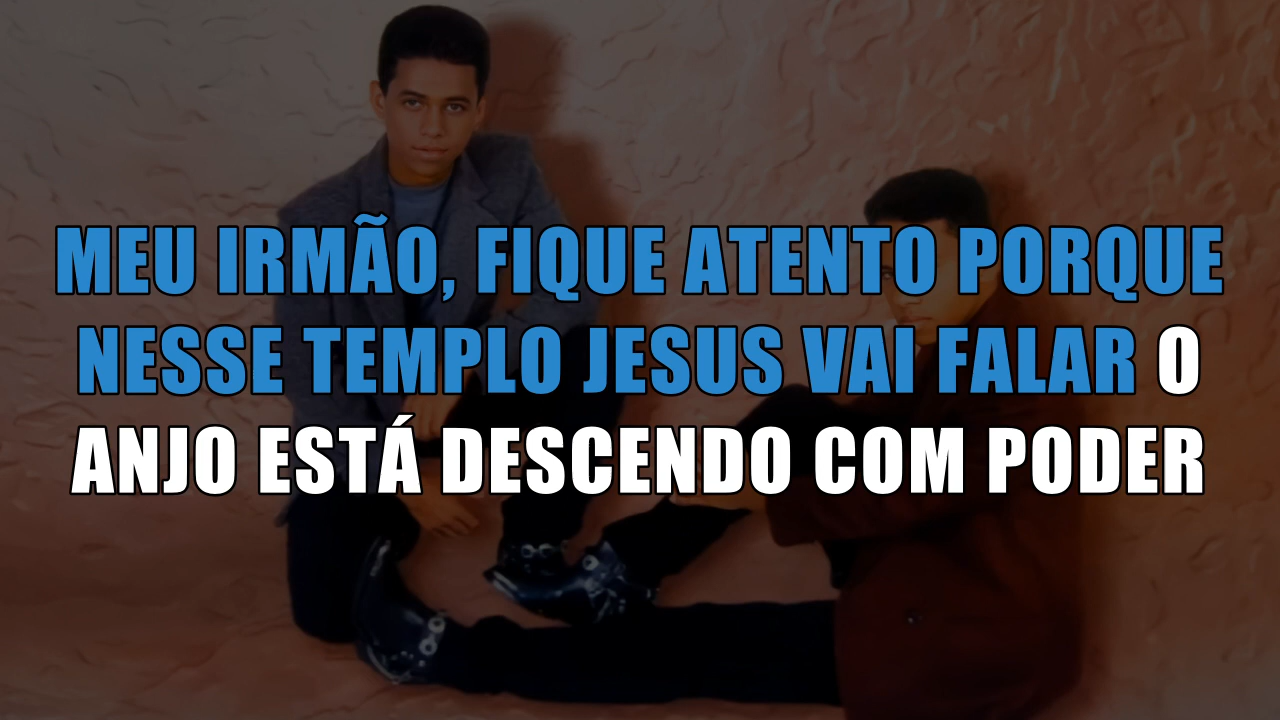 MEU IRMÃO, FIQUE ATENTO PORQUE
NESSE TEMPLO JESUS VAI FALAR O
ANJO ESTÁ DESCENDO COM PODER